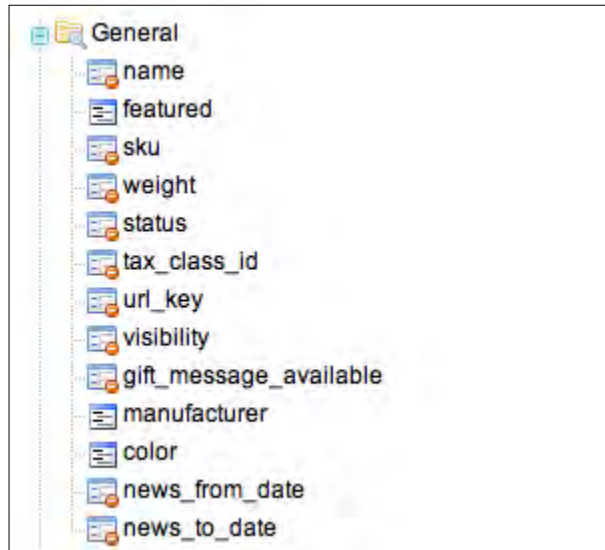 General
name
featured
sku
weight
status
tax_class_id
url_key
visibility
gift_message_available
manufacturer
color
news_from_date
news_to_date